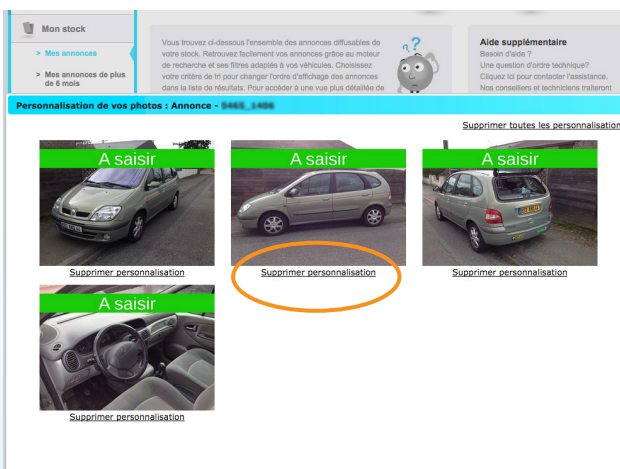 Mon stock
> Mes annonces
> Mes annonces de plus
de 6 mois
Vous trouvez ci-dessous l'ensemble des annonces diffusables de
votre stock. Retrouvez facilement vos annonces grâce au moteur
de recherche et ses filtres adaptés à vos véhicules. Choisissez
votre critère de tri pour changer l'ordre d'affichage des annonces
dans la liste de résultats. Pour accéder à une vue plus détaillée de
?
Aide supplémentaire
Besoin d'aide ?
Une question d'ordre technique?
Cliquez ici pour contacter l'assistance.
Nos conseillers et techniciens traiteront
Personnalisation de vos photos : Annonce -
Supprimer toutes les personnalisation
A saisir
A saisir
A saisir
Supprimer personnalisation
Supprimer personnalisation
Supprimer personnalisation
A saisir
Supprimer personnalisation